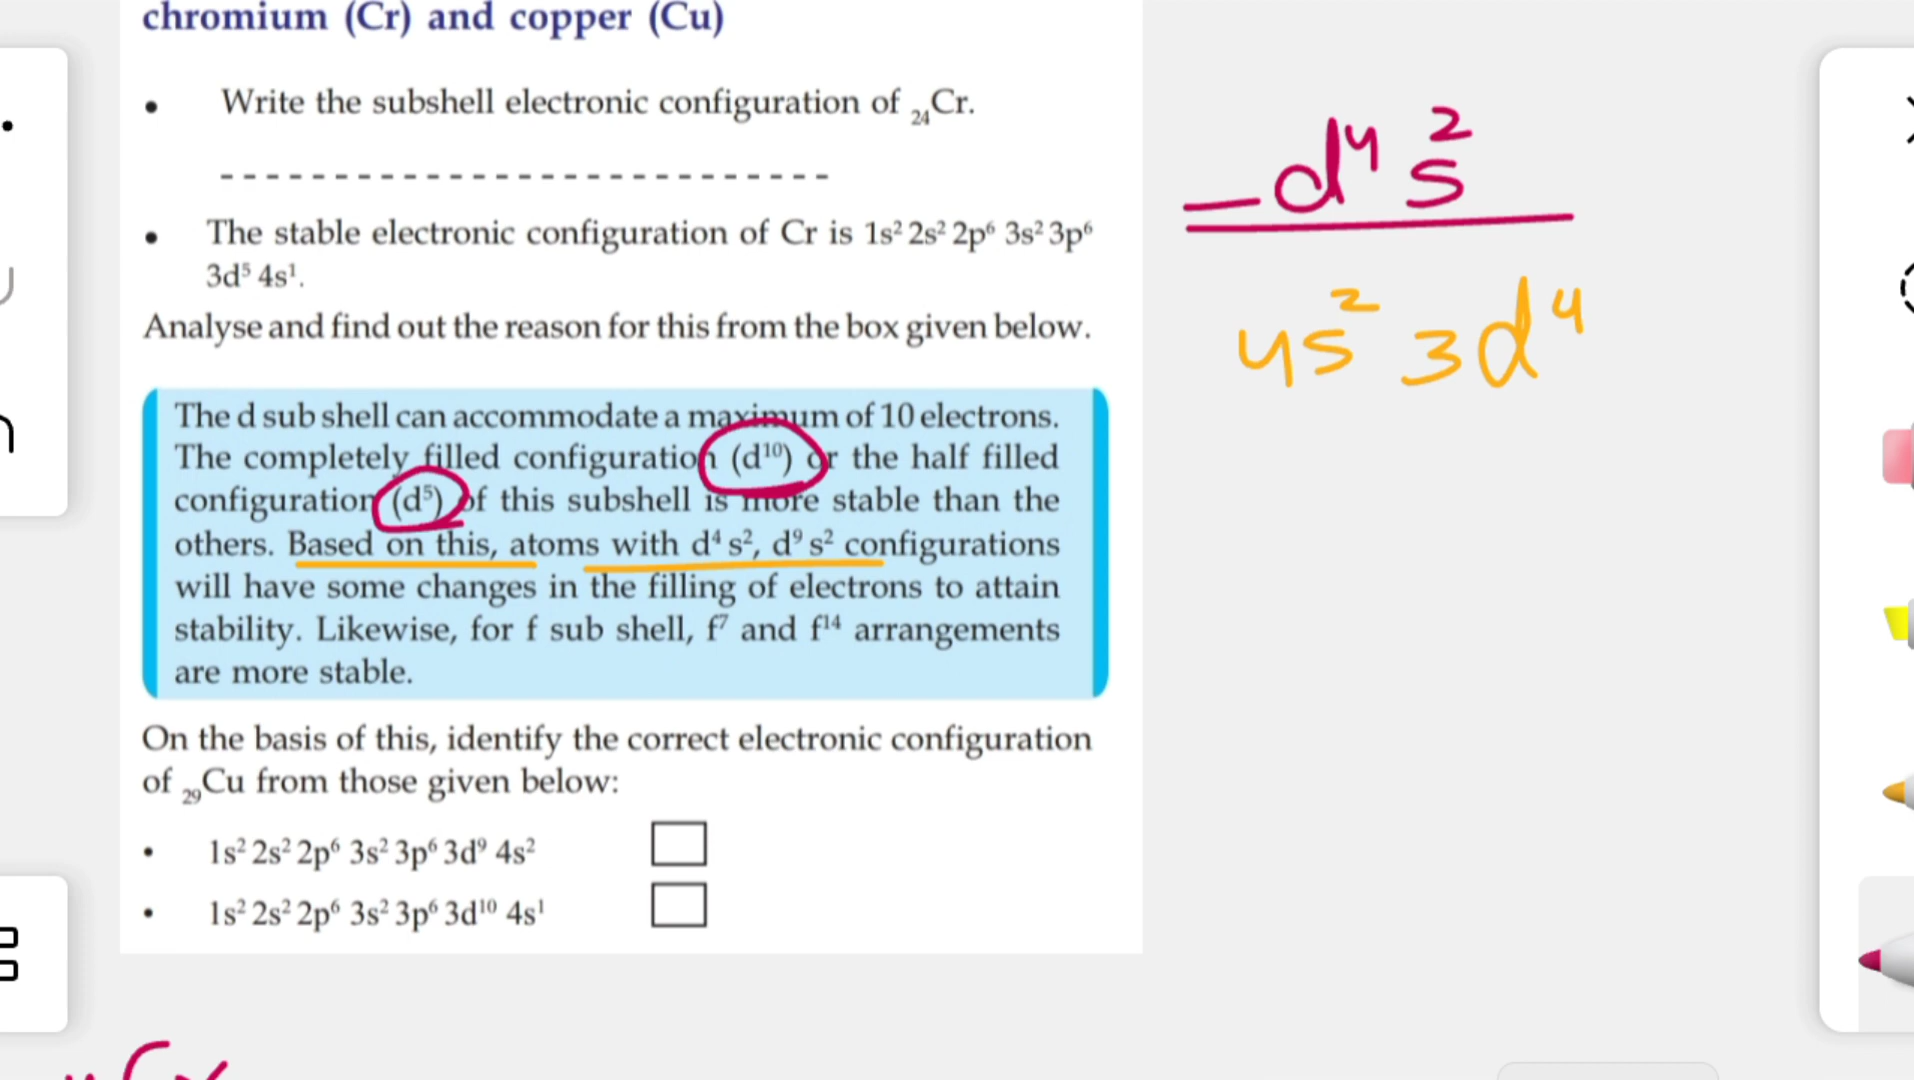 chromium (Cr) and copper (Cu)
• Write the subshell electronic configuration of ₂₄Cr.
• The stable electronic configuration of Cr is 1s² 2s² 2p⁶ 3s² 3p⁶
3d⁵ 4s¹.
Analyse and find out the reason for this from the box given below.
The d sub shell can accommodate a maximum of 10 electrons.
The completely filled configuration (d¹⁰) or the half filled
configuration (d⁵) of this subshell is more stable than the
others. Based on this, atoms with d⁴ s², d⁹ s² configurations
will have some changes in the filling of electrons to attain
stability. Likewise, for f sub shell, f⁷ and f¹⁴ arrangements
are more stable.
On the basis of this, identify the correct electronic configuration
of ₂₉Cu from those given below:
• 1s² 2s² 2p⁶ 3s² 3p⁶ 3d⁹ 4s²
• 1s² 2s² 2p⁶ 3s² 3p⁶ 3d¹⁰ 4s¹
d⁴ s²
4s² 3d⁴